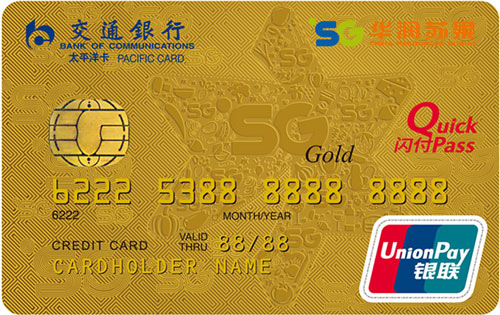 交通銀行
BANK OF COMMUNICATIONS
太平洋卡 PACIFIC CARD
SG 华润苏果
SG
Gold
Quick
闪付Pass
6222 5388 8888 8888
6222
MONTH/YEAR
CREDIT CARD VALID THRU 88/88
CARDHOLDER NAME
UnionPay
银联